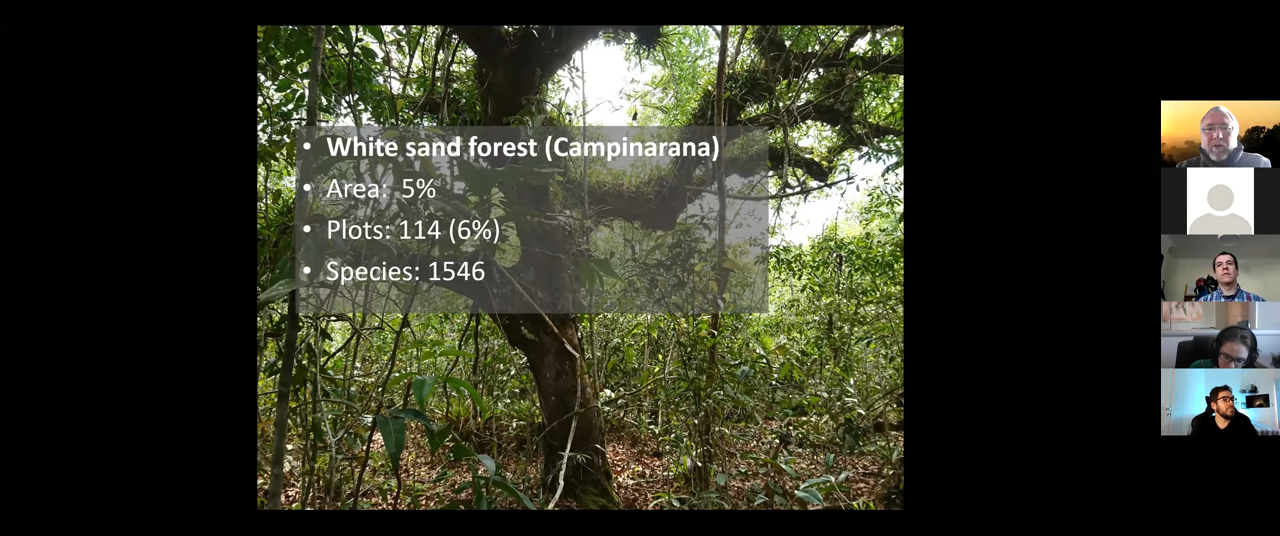 • White sand forest (Campinarana)
• Area: 5%
• Plots: 114 (6%)
• Species: 1546